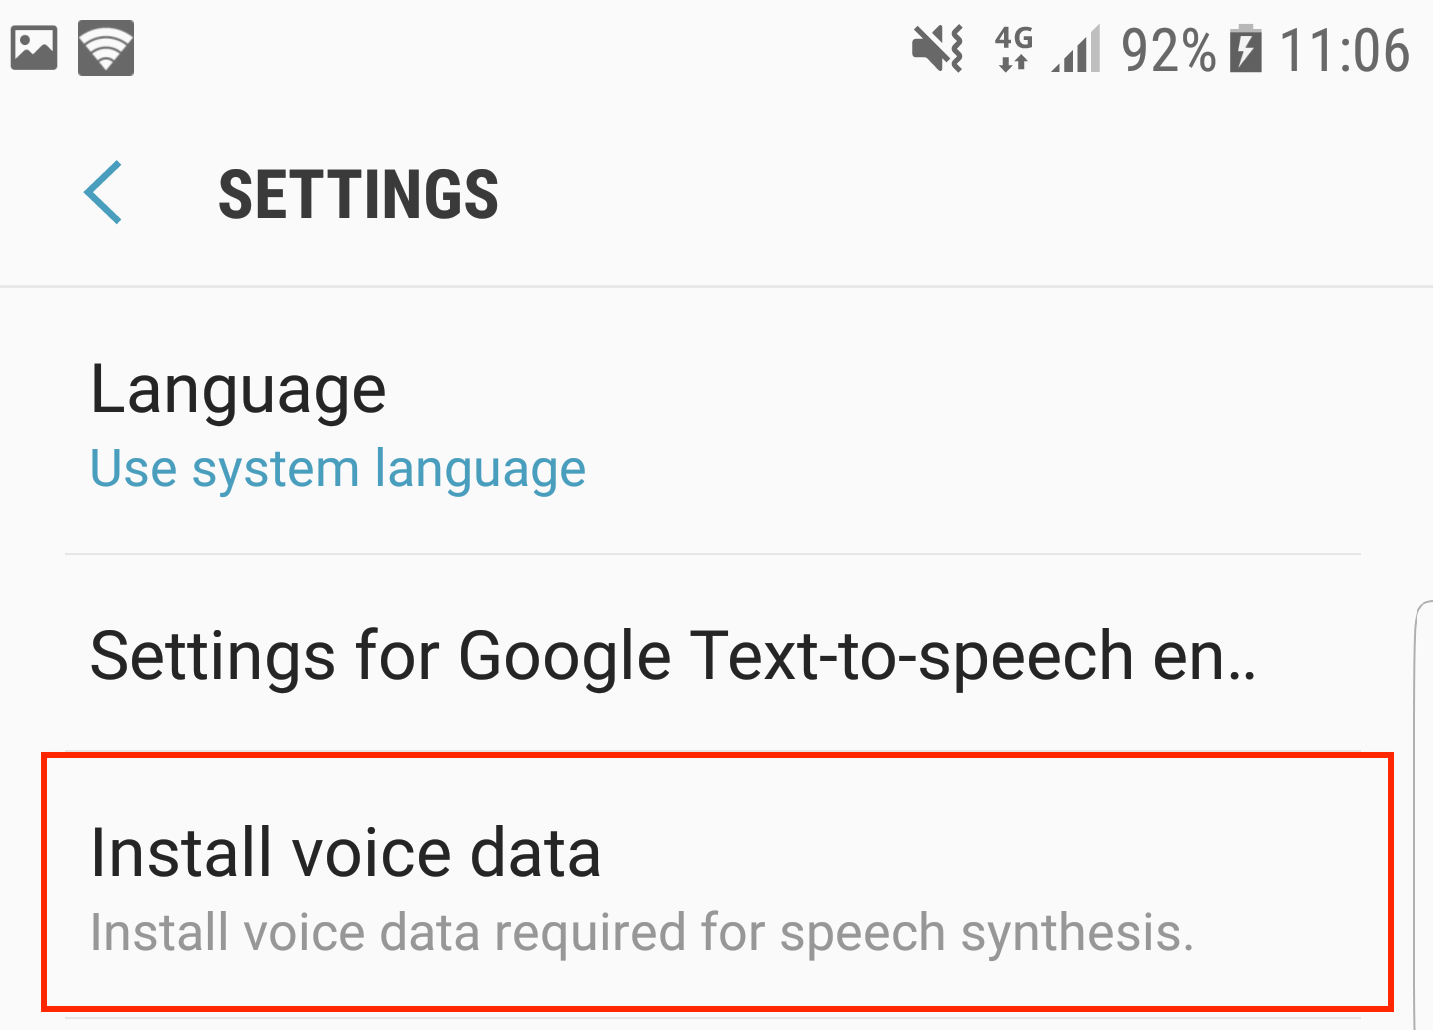 4G 92% 11:06
SETTINGS
Language
Use system language
Settings for Google Text-to-speech en..
Install voice data
Install voice data required for speech synthesis.